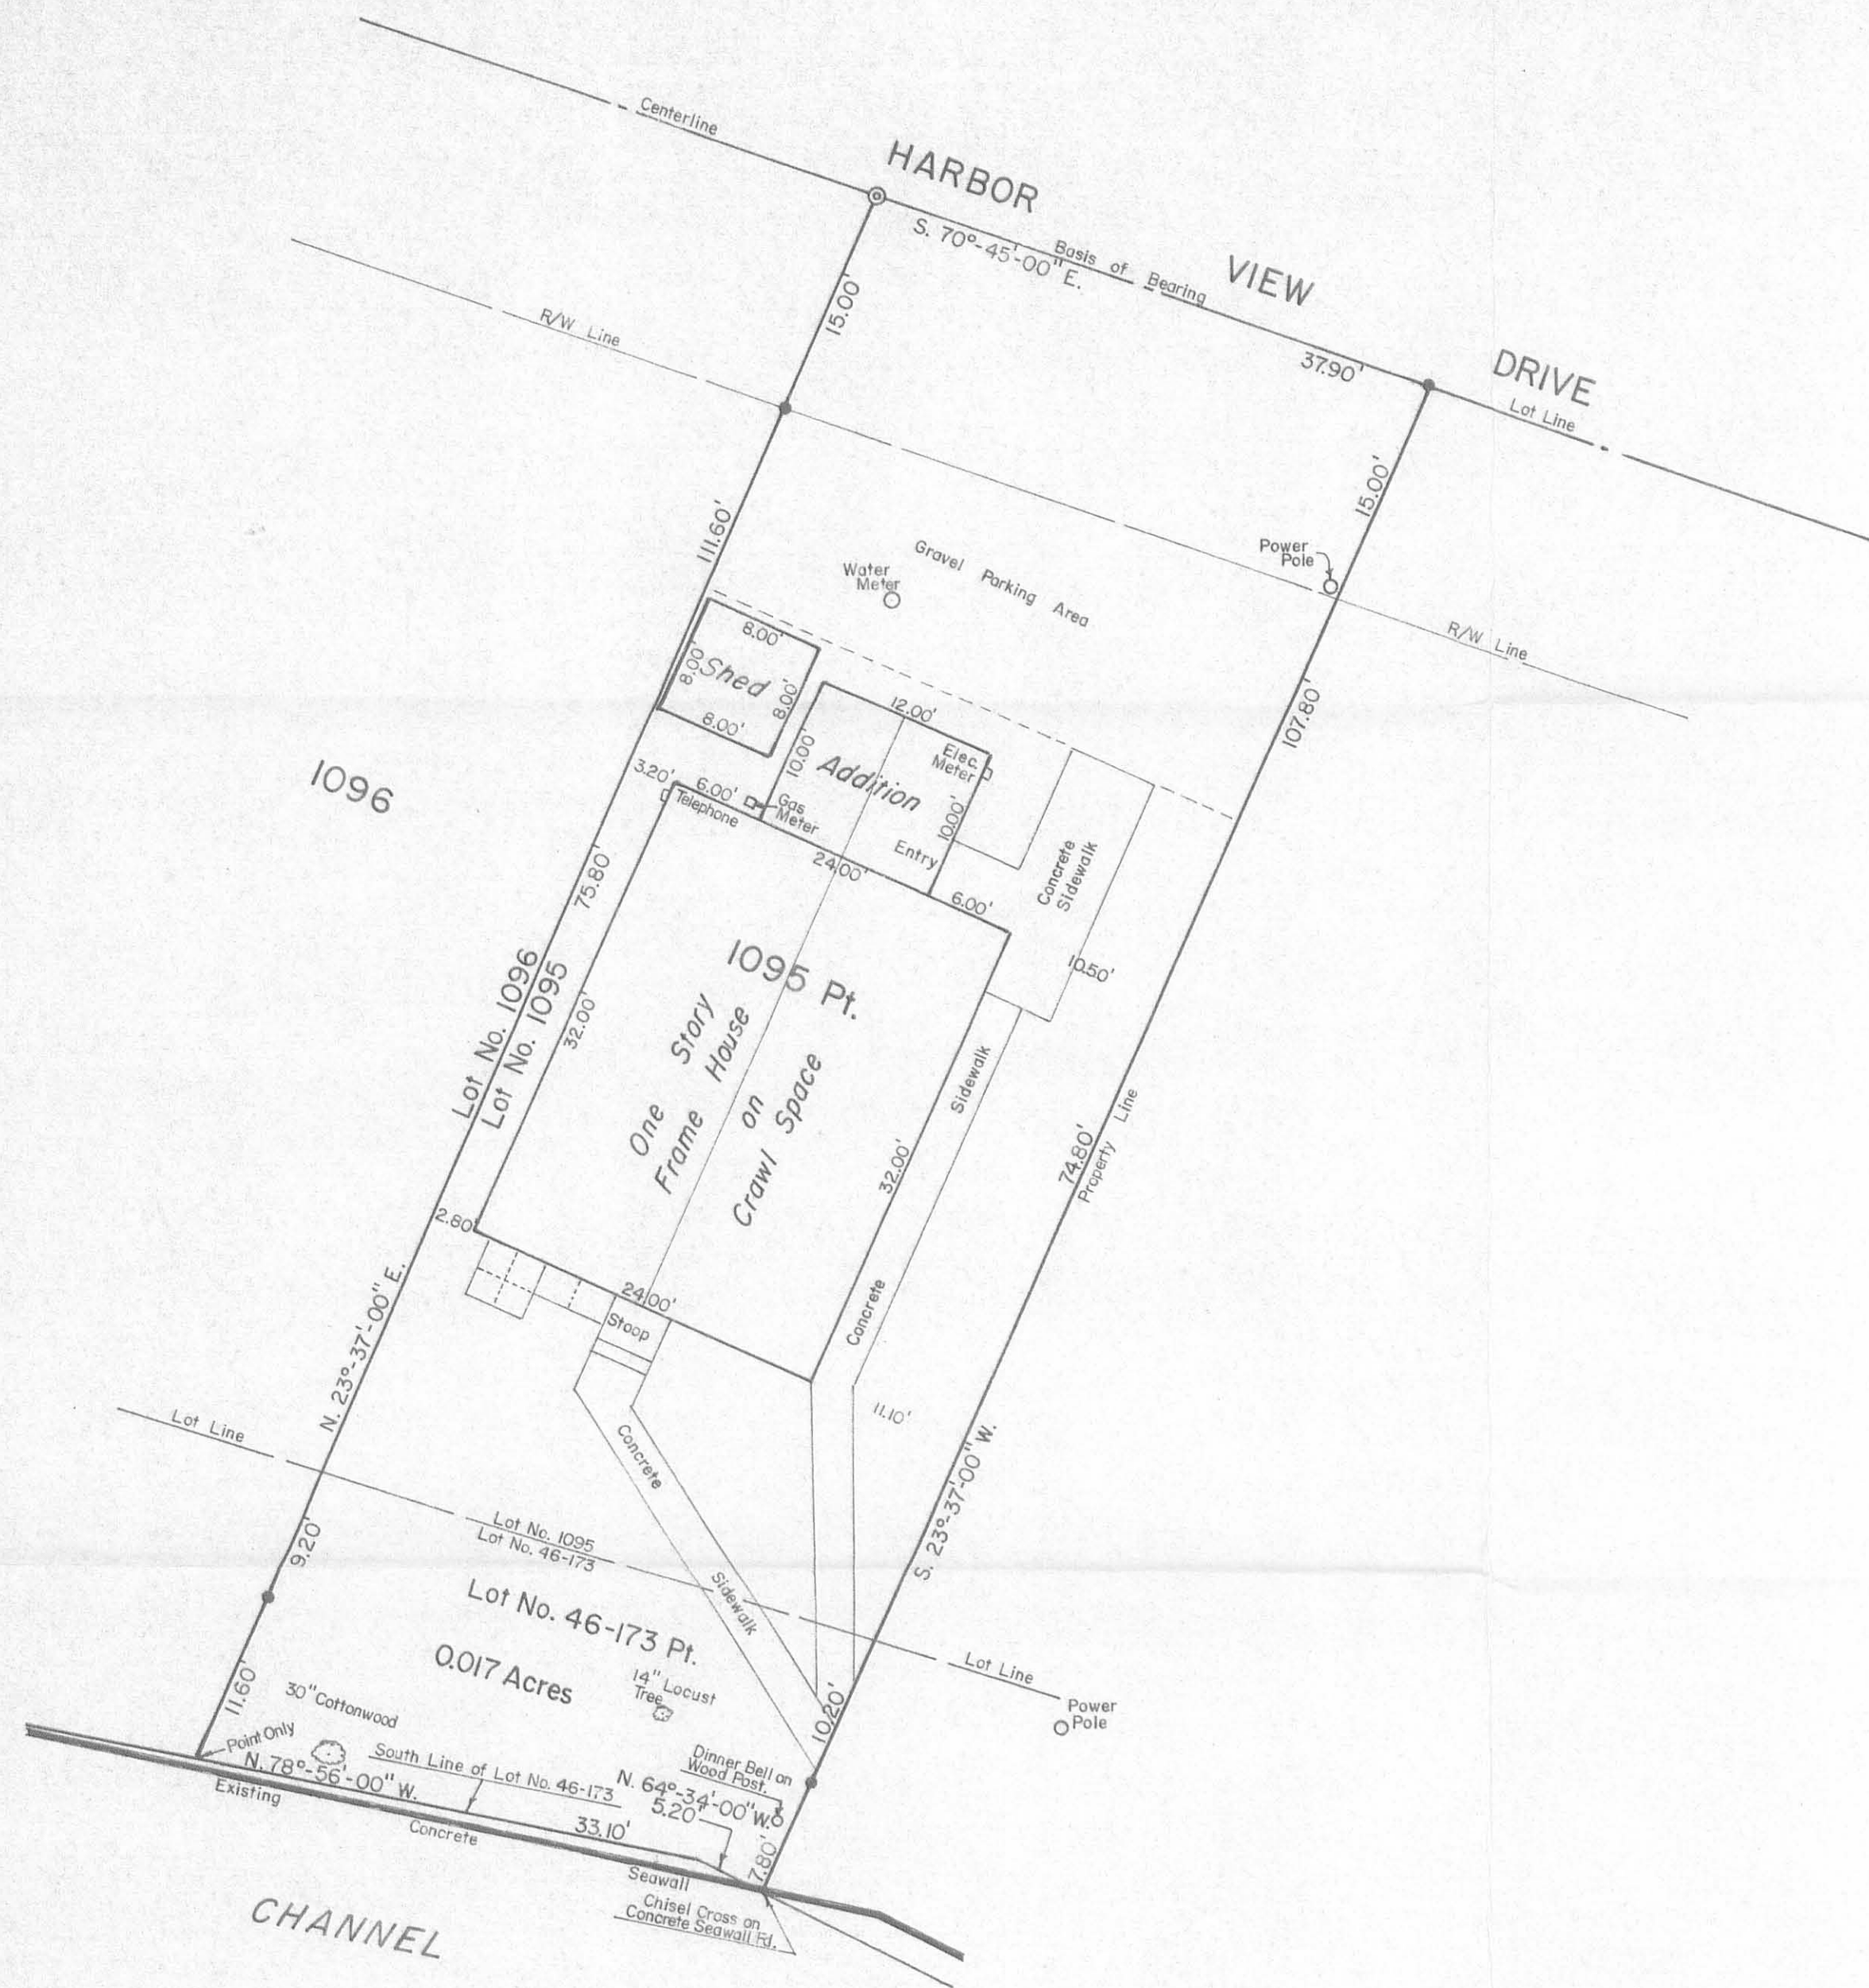 Centerline
HARBOR
VIEW
DRIVE
S. 70°-45'-00" E.
Basis of Bearing
37.90'
Lot Line
15.00'
R/W Line
15.00'
Power
Pole
R/W Line
111.60'
Gravel Parking Area
Water
Meter
107.80'
8.00'
8.00'
Shed
8.00'
8.00'
12.00'
10.00'
Addition
Elec.
Meter
10.00'
3.20'
6.00'
Telephone
Gas
Meter
Entry
24.00'
6.00'
Concrete
Sidewalk
10.50'
1096
75.80'
Lot No. 1096
Lot No. 1095
32.00'
1095 Pt.
One Story
Frame House
on
Crawl Space
Sidewalk
32.00'
Concrete
74.80'
Property Line
2.80'
24.00'
Stoop
11.10'
N. 23°-37'-00" E.
S. 23°-37'-00" W.
Lot Line
Concrete
Sidewalk
Lot No. 1095
Lot No. 46-173
9.20'
Lot No. 46-173 Pt.
0.017 Acres
14" Locust
Tree
Lot Line
Power
Pole
10.20'
11.60'
30" Cottonwood
Point Only
N. 78°-56'-00" W.
South Line of Lot No. 46-173
N. 64°-34'-00" W.
5.20'
Dinner Bell on
Wood Post.
33.10'
7.80'
Existing
Concrete
Seawall
Chisel Cross on
Concrete Seawall Fd.
CHANNEL